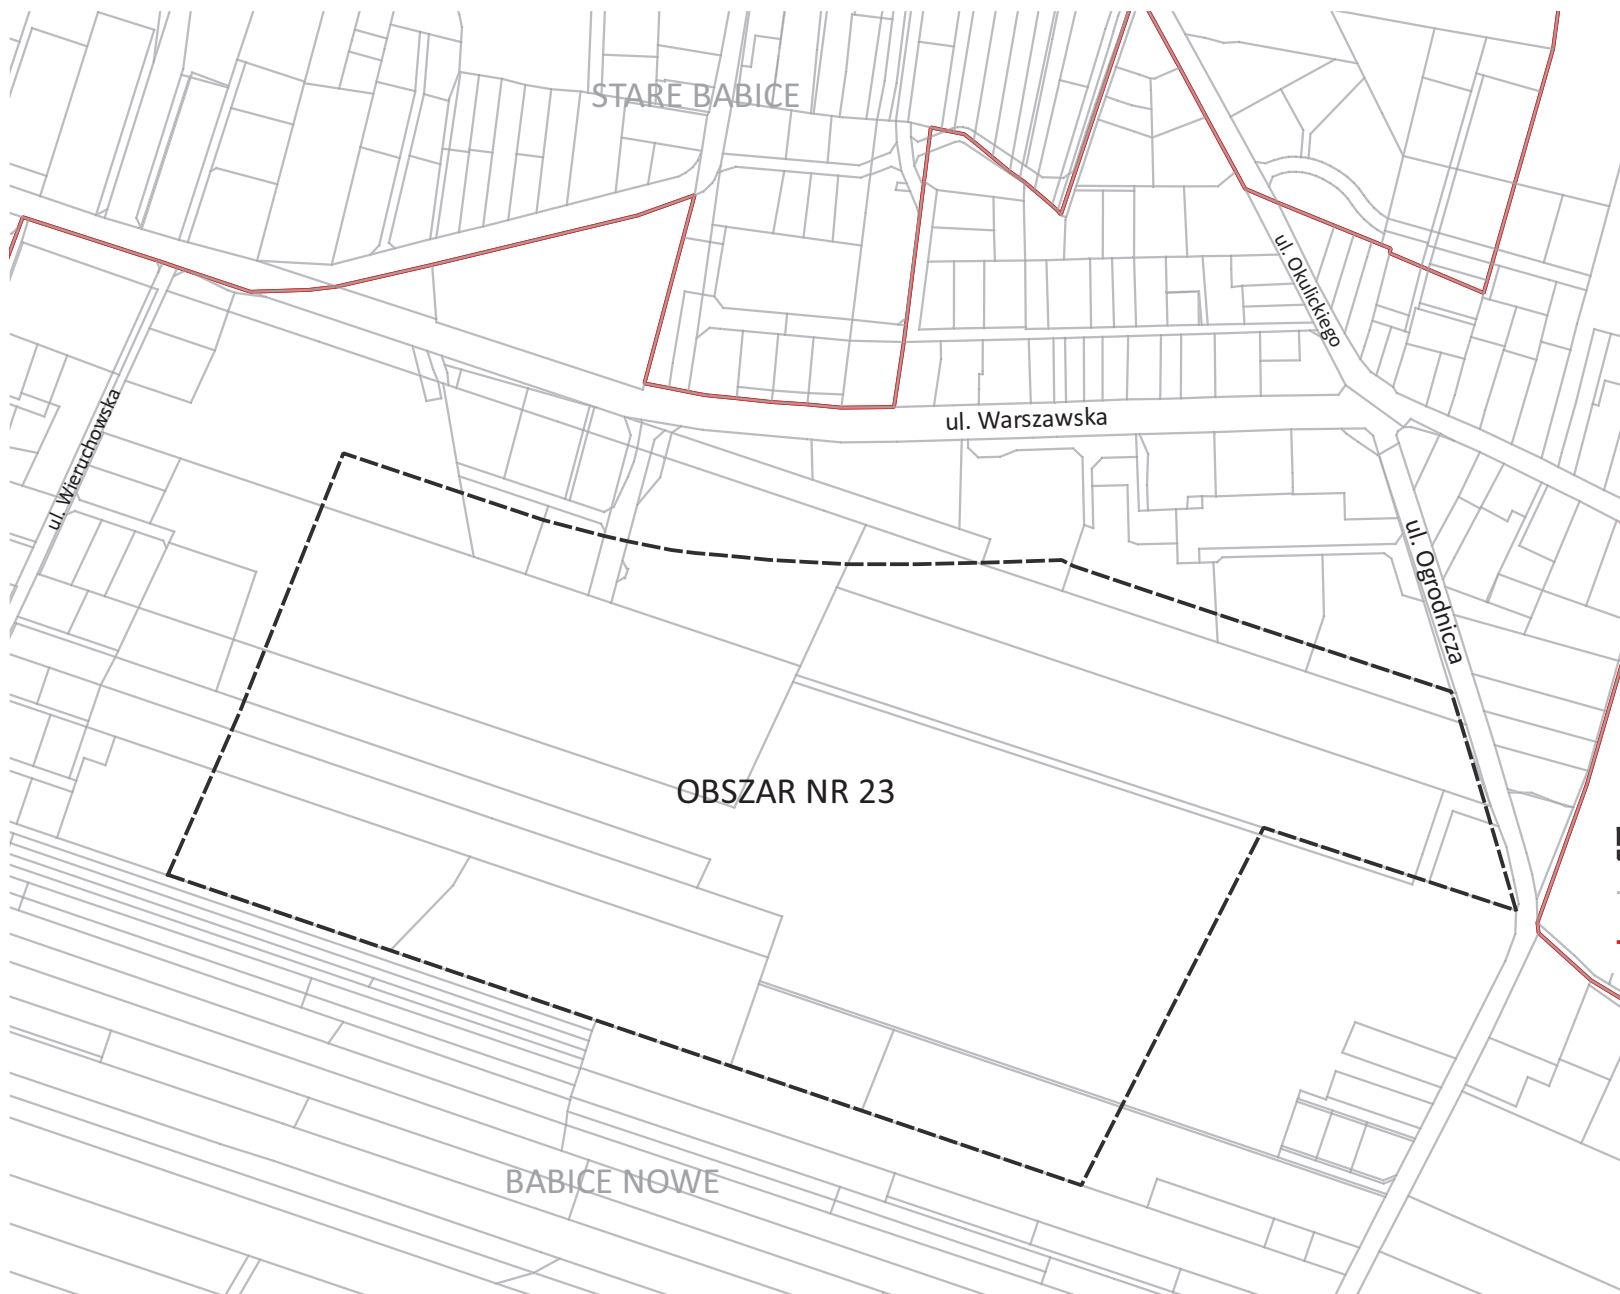 STARE BABICE
ul. Okulickiego
ul. Warszawska
ul. Wieruchowska
ul. Ogrodnicza
OBSZAR NR 23
BABICE NOWE